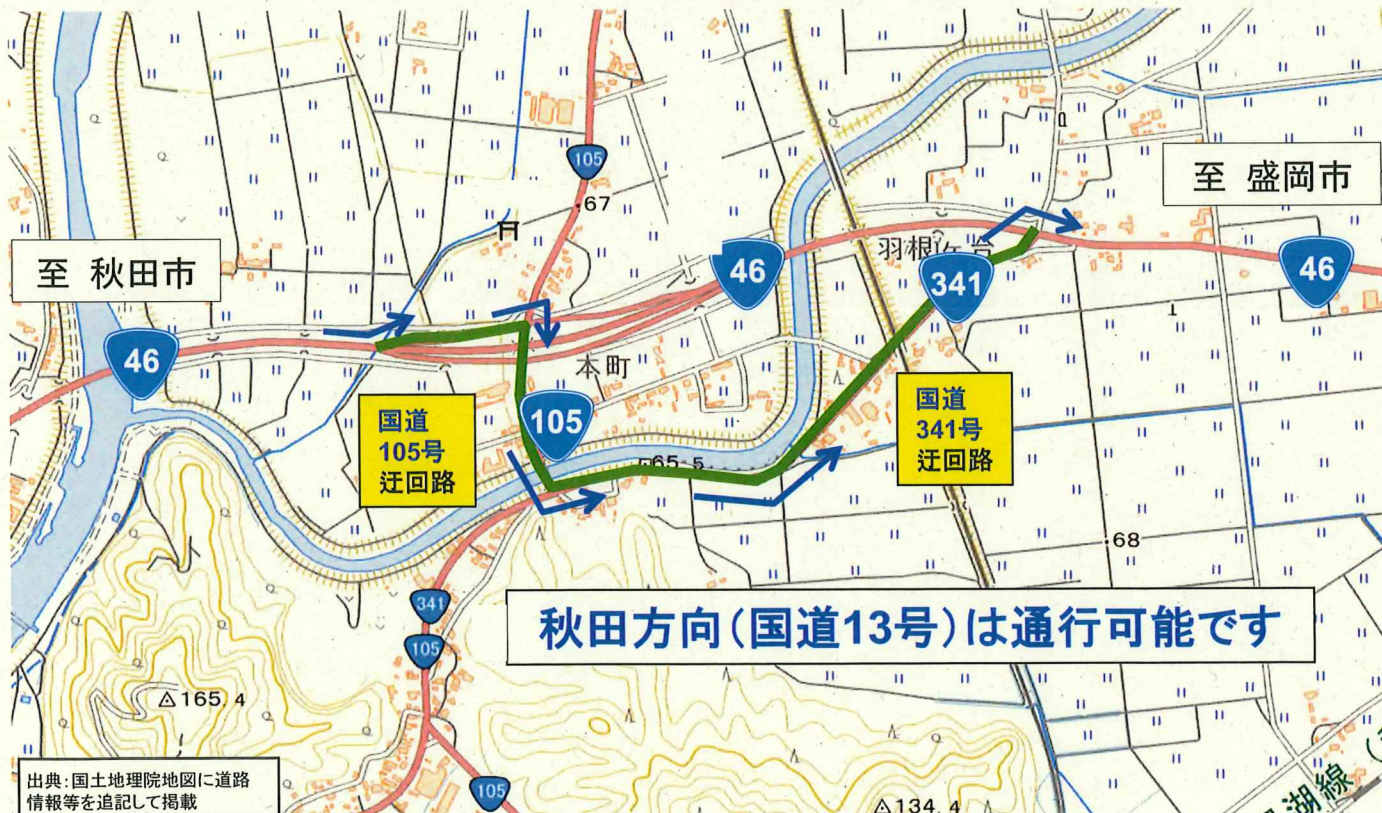 105
67
至 盛岡市
羽根ケ台
至 秋田市
46
341
46
46
本町
国道
105号
迂回路
105
国道
341号
迂回路
65.5
68
341
秋田方向(国道13号)は通行可能です
105
165.4
105
134.4
湖線
出典:国土地理院地図に道路
情報等を追記して掲載